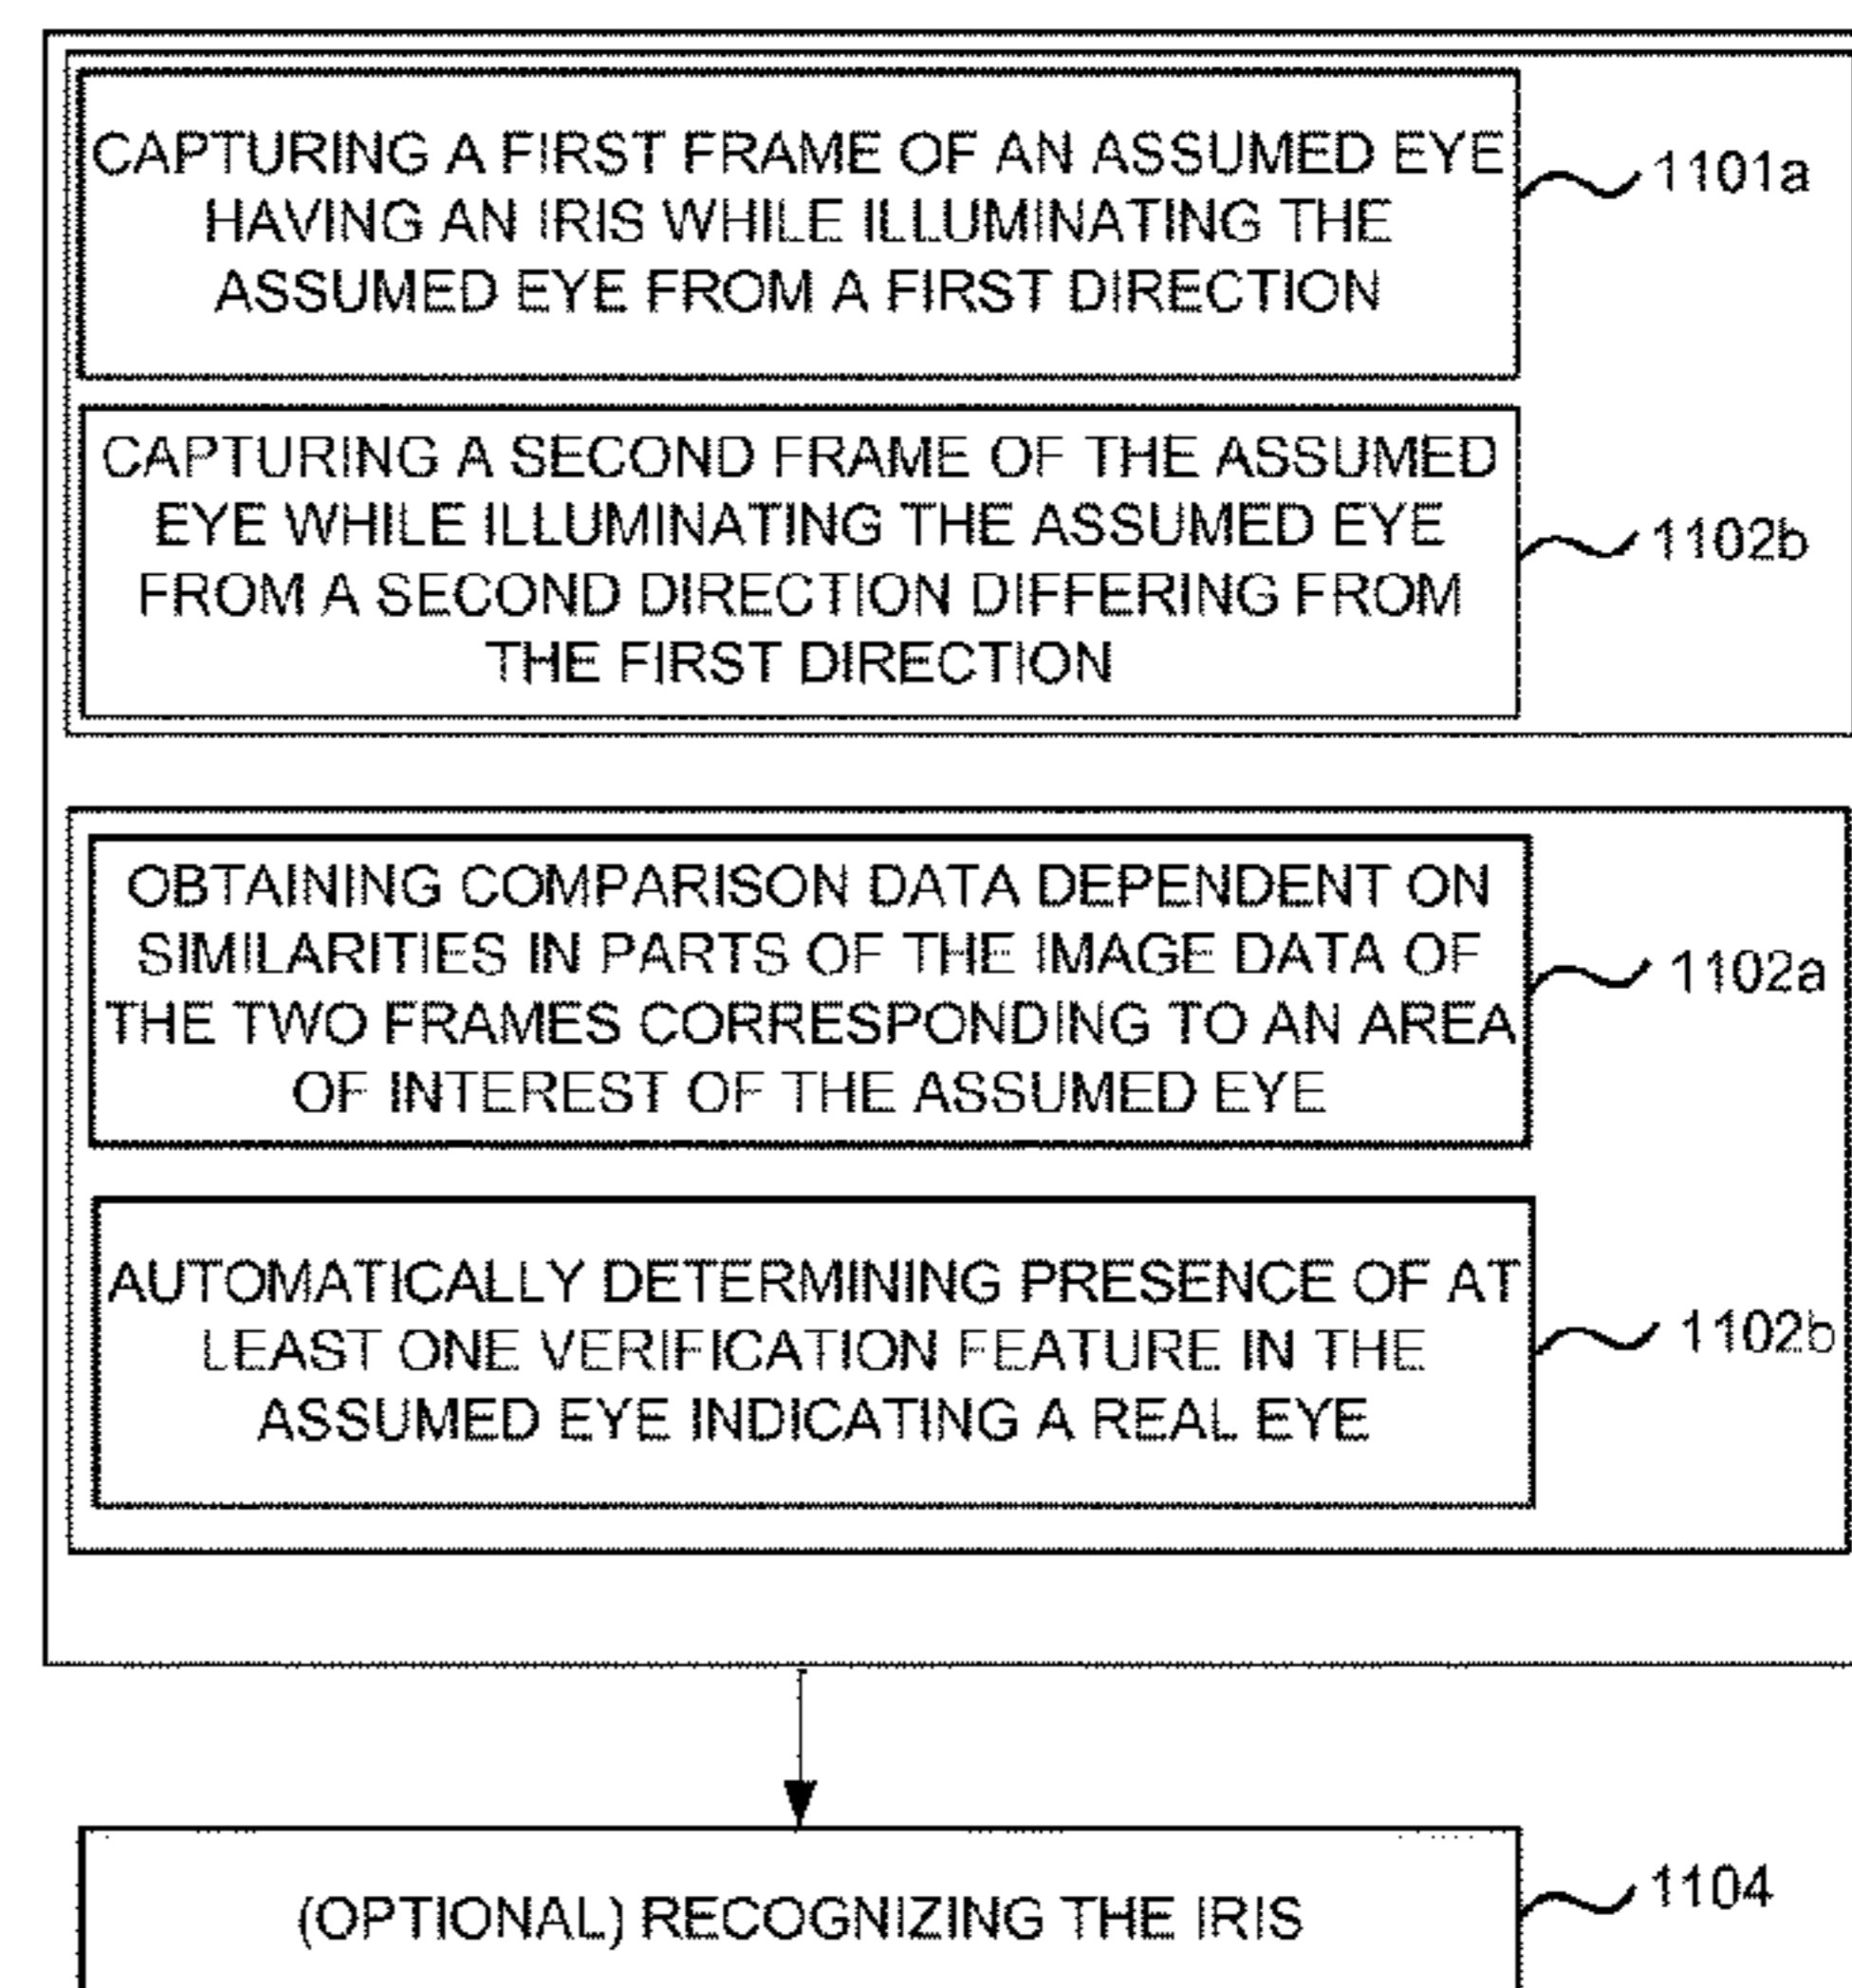 CAPTURING A FIRST FRAME OF AN ASSUMED EYE
HAVING AN IRIS WHILE ILLUMINATING THE
ASSUMED EYE FROM A FIRST DIRECTION
1101a
CAPTURING A SECOND FRAME OF THE ASSUMED
EYE WHILE ILLUMINATING THE ASSUMED EYE
FROM A SECOND DIRECTION DIFFERING FROM
THE FIRST DIRECTION
1102b
OBTAINING COMPARISON DATA DEPENDENT ON
SIMILARITIES IN PARTS OF THE IMAGE DATA OF
THE TWO FRAMES CORRESPONDING TO AN AREA
OF INTEREST OF THE ASSUMED EYE
1102a
AUTOMATICALLY DETERMINING PRESENCE OF AT
LEAST ONE VERIFICATION FEATURE IN THE
ASSUMED EYE INDICATING A REAL EYE
1102b
(OPTIONAL) RECOGNIZING THE IRIS
1104